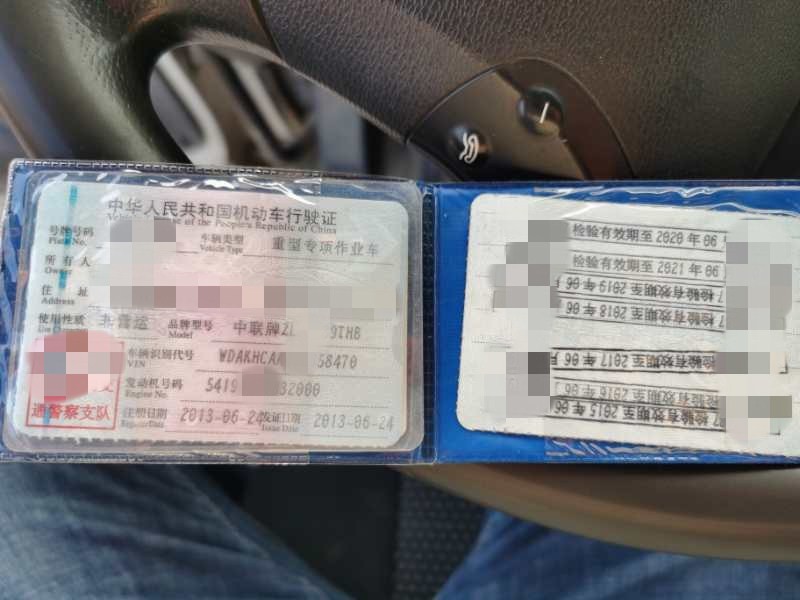 中华人民共和国机动车行驶证
of the People's Republic of China
号牌号码
Plate No.
车辆类型
Vehicle Type
重型专项作业车
所有人
Owner
住 址
Address
使用性质
非营运
品牌型号
Model
中联牌ZL 9THB
车辆识别代号
VIN
WDAKHCAA 58470
发动机号码
Engine No.
5419 32000
注册日期
Register Date
2013-06-24
发证日期
Issue Date
2013-06-24
通警察支队
检验有效期至 2020年06
检验有效期至 2021年06
检验有效期至 2019年06
检验有效期至 2018年06
检验有效期至 2017年06月
检验有效期至 2016年06
检验有效期至 2015年06